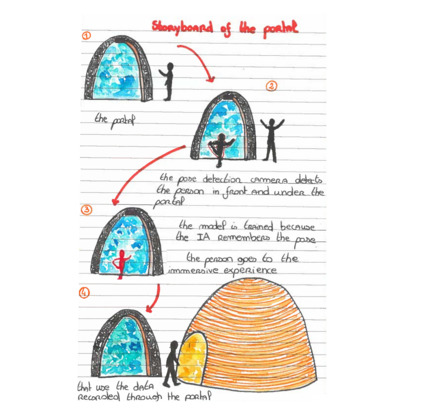 Storyboard of the portal
①
the portal
②
the pose detection camera detects
the person in front and under the
portal
③
the model is trained because
the IA remembers the pose
the person goes to the
immersive experience
④
that use the data
recorded through the portal